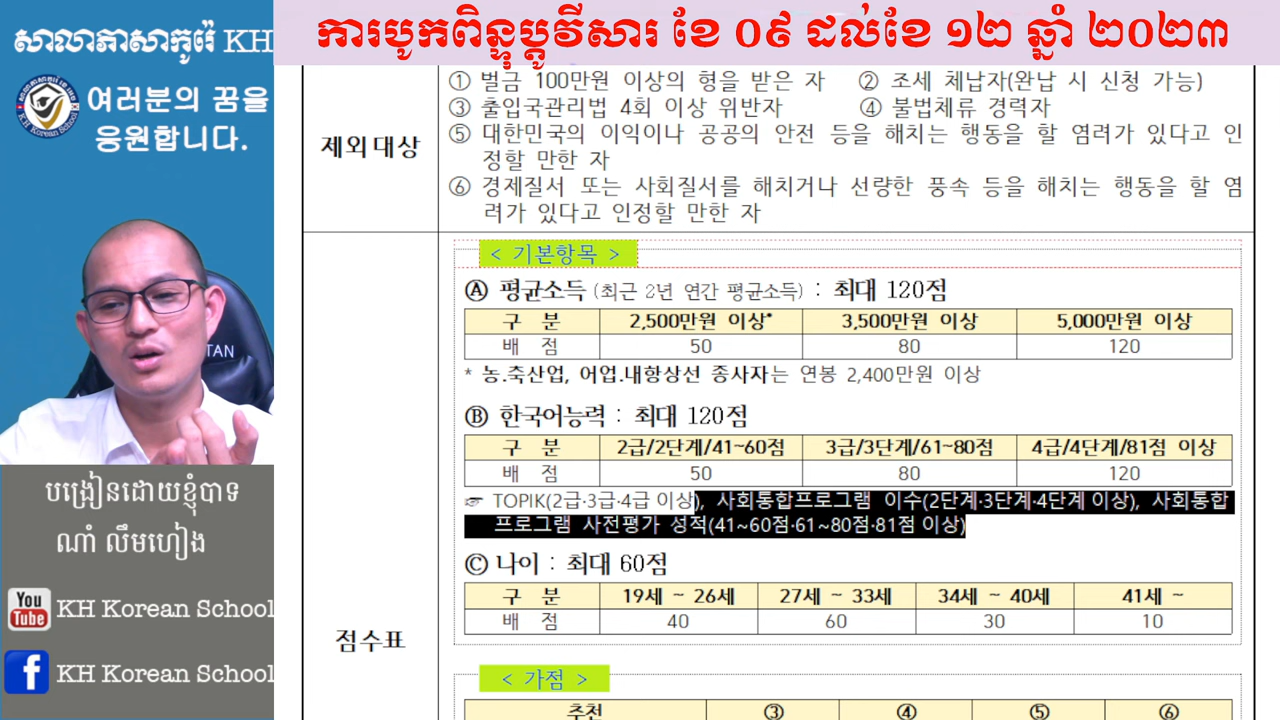 ការបូកពិន្ទុប្តូវីសារ ខែ ០៩ ដល់ខែ ១២ ឆ្នាំ ២០២៣
សាលាភាសាកូរ៉េ KH
KH Korean School
여러분의 꿈을
응원합니다.
TAN
បង្រៀនដោយខ្ញុំបាទ
ណាំ លឹមហៀង
You Tube KH Korean School
f KH Korean School
제외대상
① 벌금 100만원 이상의 형을 받은 자 ② 조세 체납자(완납 시 신청 가능)
③ 출입국관리법 4회 이상 위반자 ④ 불법체류 경력자
⑤ 대한민국의 이익이나 공공의 안전 등을 해치는 행동을 할 염려가 있다고 인
정할 만한 자
⑥ 경제질서 또는 사회질서를 해치거나 선량한 풍속 등을 해치는 행동을 할 염
려가 있다고 인정할 만한 자
점수표
< 기본항목 >
Ⓐ 평균소득 (최근 2년 연간 평균소득) : 최대 120점
구 분 2,500만원 이상* 3,500만원 이상 5,000만원 이상
배 점 50 80 120
* 농.축산업, 어업.내항상선 종사자는 연봉 2,400만원 이상
Ⓑ 한국어능력 : 최대 120점
구 분 2급/2단계/41~60점 3급/3단계/61~80점 4급/4단계/81점 이상
배 점 50 80 120
☞ TOPIK(2급·3급·4급 이상), 사회통합프로그램 이수(2단계·3단계·4단계 이상), 사회통합
프로그램 사전평가 성적(41~60점·61~80점·81점 이상)
Ⓒ 나이 : 최대 60점
구 분 19세 ~ 26세 27세 ~ 33세 34세 ~ 40세 41세 ~
배 점 40 60 30 10
< 가점 >
추천 ③ ④ ⑤ ⑥